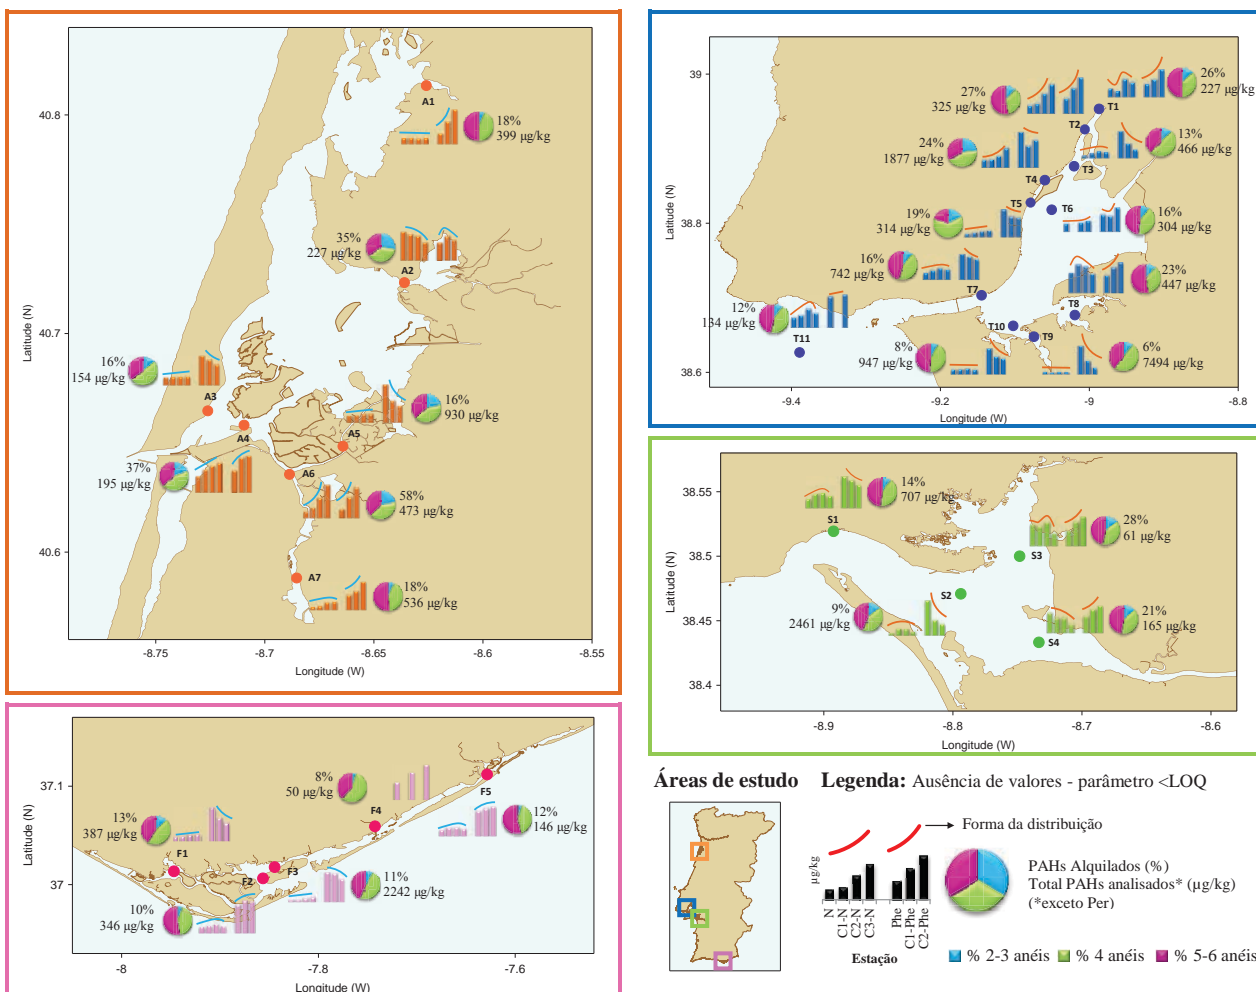 40.8
40.7
40.6
Latitude (N)
-8.75
-8.7
-8.65
-8.6
-8.55
Longitude (W)
A1
18%
399 µg/kg
35%
227 µg/kg
A2
16%
154 µg/kg
A3
A4
37%
195 µg/kg
16%
930 µg/kg
A5
A6
58%
473 µg/kg
A7
18%
536 µg/kg
39
38.8
38.6
Latitude (N)
-9.4
-9.2
-9
-8.8
Longitude (W)
26%
227 µg/kg
T1
27%
325 µg/kg
T2
13%
466 µg/kg
T3
24%
1877 µg/kg
T4
T5
T6
19%
314 µg/kg
16%
304 µg/kg
16%
742 µg/kg
T7
23%
447 µg/kg
T8
12%
134 µg/kg
T11
T10
T9
8%
947 µg/kg
6%
7494 µg/kg
38.55
38.5
38.45
38.4
Latitude (N)
-8.9
-8.8
-8.7
-8.6
Longitude (W)
14%
707 µg/kg
S1
28%
61 µg/kg
S3
S2
9%
2461 µg/kg
21%
165 µg/kg
S4
37.1
37
Latitude (N)
-8
-7.8
-7.6
Longitude (W)
13%
387 µg/kg
F1
8%
50 µg/kg
F4
F5
12%
146 µg/kg
F2
F3
11%
2242 µg/kg
10%
346 µg/kg
Áreas de estudo
Legenda: Ausência de valores - parâmetro <LOQ
Forma da distribuição
µg/kg
N
C1-N
C2-N
C3-N
Phe
C1-Phe
C2-Phe
Estação
PAHs Alquilados (%)
Total PAHs analisados* (µg/kg)
(*exceto Per)
% 2-3 anéis
% 4 anéis
% 5-6 anéis